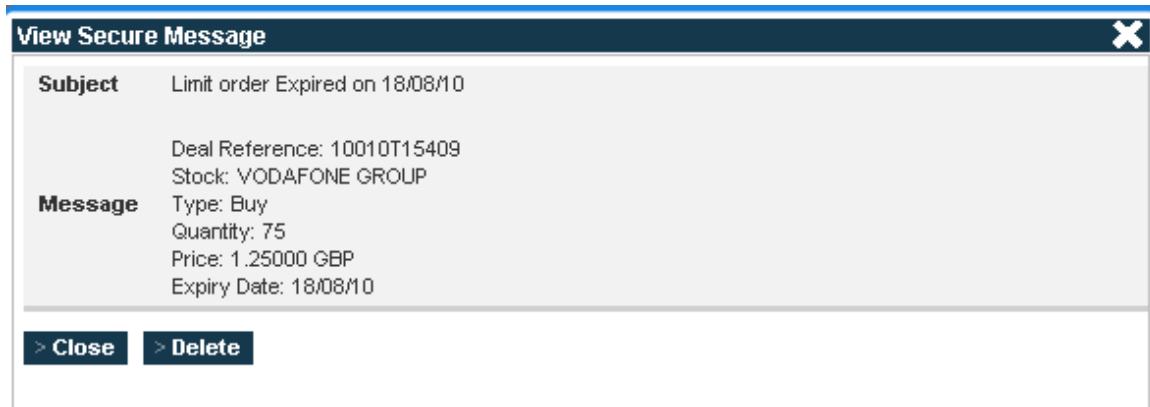 View Secure Message
Subject Limit order Expired on 18/08/10
Deal Reference: 10010T15409
Stock: VODAFONE GROUP
Message Type: Buy
Quantity: 75
Price: 1.25000 GBP
Expiry Date: 18/08/10
> Close > Delete